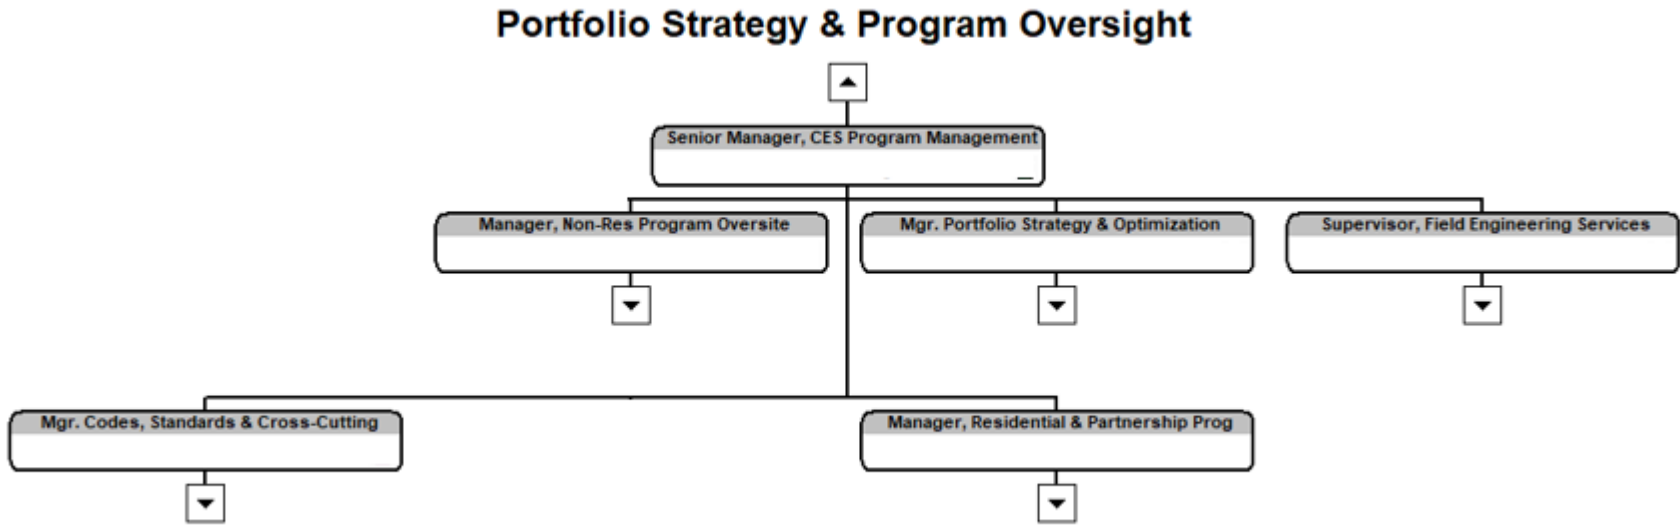 Portfolio Strategy & Program Oversight
Senior Manager, CES Program Management
Manager, Non-Res Program Oversite
Mgr. Portfolio Strategy & Optimization
Supervisor, Field Engineering Services
Mgr. Codes, Standards & Cross-Cutting
Manager, Residential & Partnership Prog